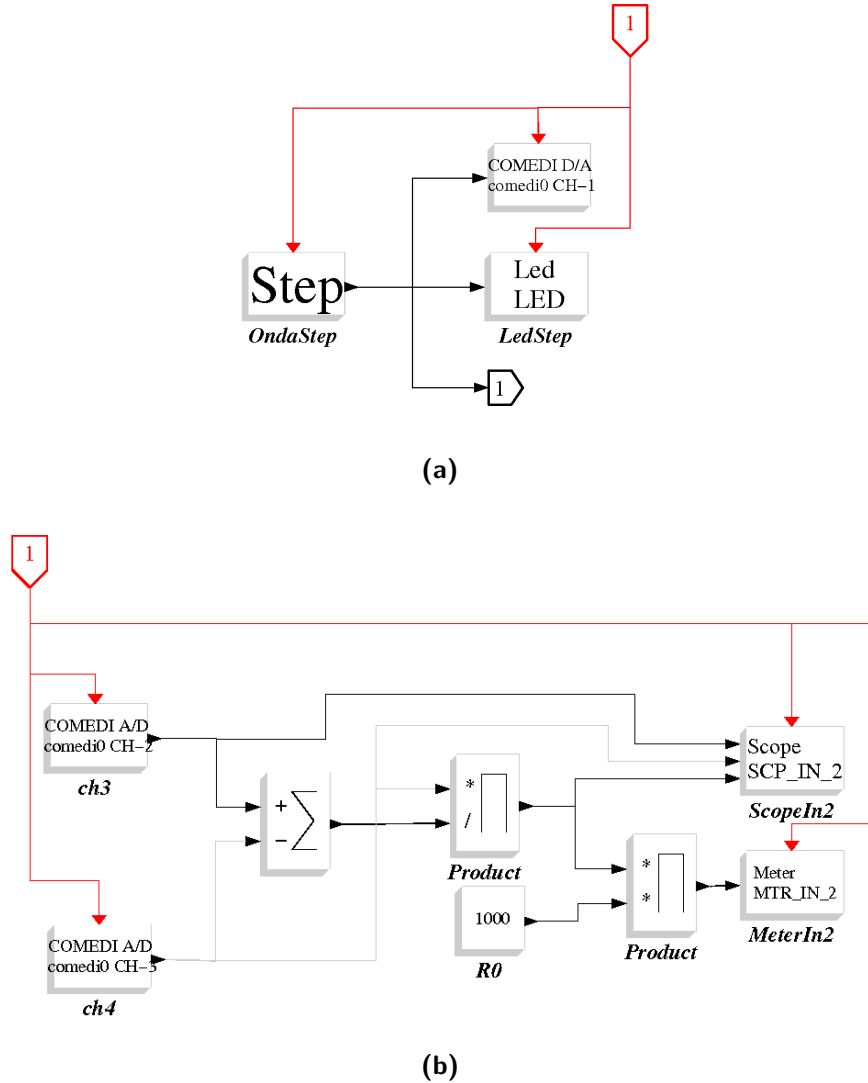 1
COMEDI D/A
comedi0 CH-1
Step
OndaStep
Led
LED
LedStep
1
(a)
1
COMEDI A/D
comedi0 CH-2
ch3
+
-
Σ
*
/
Product
Scope
SCP_IN_2
ScopeIn2
1000
R0
*
*
Product
Meter
MTR_IN_2
MeterIn2
COMEDI A/D
comedi0 CH-3
ch4
(b)